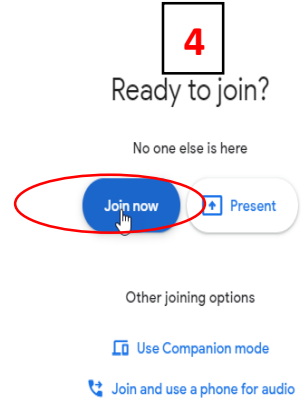 4
Ready to join?
No one else is here
Join now
Present
Other joining options
Use Companion mode
Join and use a phone for audio